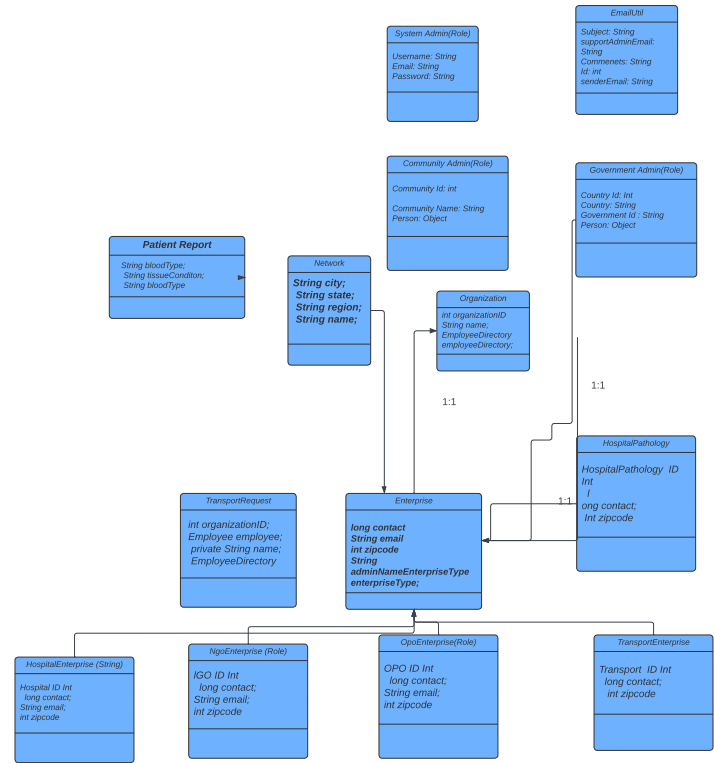 EmailUtil
Subject: String
supportAdminEmail:
String
Commenets: String
Id: int
senderEmail: String
System Admin(Role)
Username: String
Email: String
Password: String
Community Admin(Role)
Community Id: int
Community Name: String
Person: Object
Government Admin(Role)
Country Id: Int
Country: String
Government Id : String
Person: Object
Patient Report
String bloodType;
String tissueConditon;
String bloodType
Network
String city;
String state;
String region;
String name;
Organization
int organizationID
String name;
EmployeeDirectory
employeeDirectory;
1:1
1:1
HospitalPathology
HospitalPathology  ID
Int
l
ong contact;
Int zipcode
1:1
TransportRequest
int organizationID;
Employee employee;
private String name;
EmployeeDirectory
Enterprise
long contact
String email
int zipcode
String
adminNameEnterpriseType
enterpriseType;
HospitalEnterprise (String)
Hospital ID Int
long contact;
String email;
int zipcode
NgoEnterprise (Role)
IGO ID Int
long contact;
String email;
int zipcode
OpoEnterprise(Role)
OPO ID Int
long contact;
String email;
int zipcode
TransportEnterprise
Transport  ID Int
long contact;
int zipcode